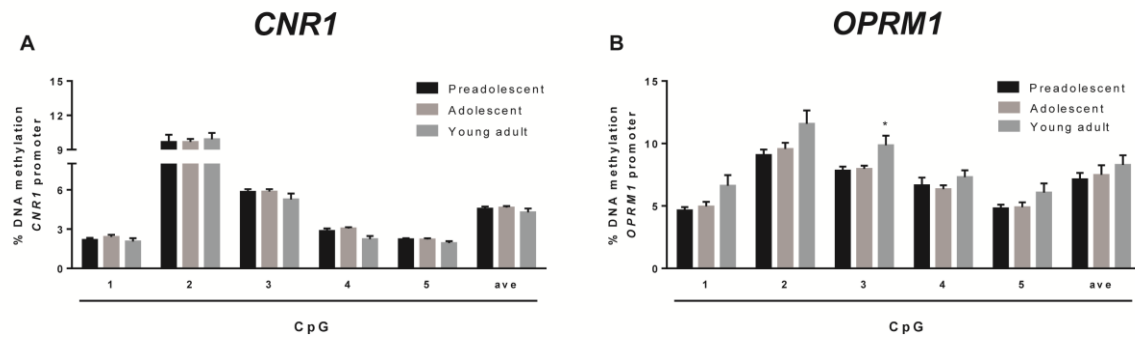 CNR1
A
% DNA methylation
CNR1 promoter
15
12
9
6
3
0
Preadolescent
Adolescent
Young adult
1 2 3 4 5 ave
CpG
OPRM1
B
% DNA methylation
OPRM1 promoter
15
10
5
0
Preadolescent
Adolescent
Young adult
*
1 2 3 4 5 ave
CpG